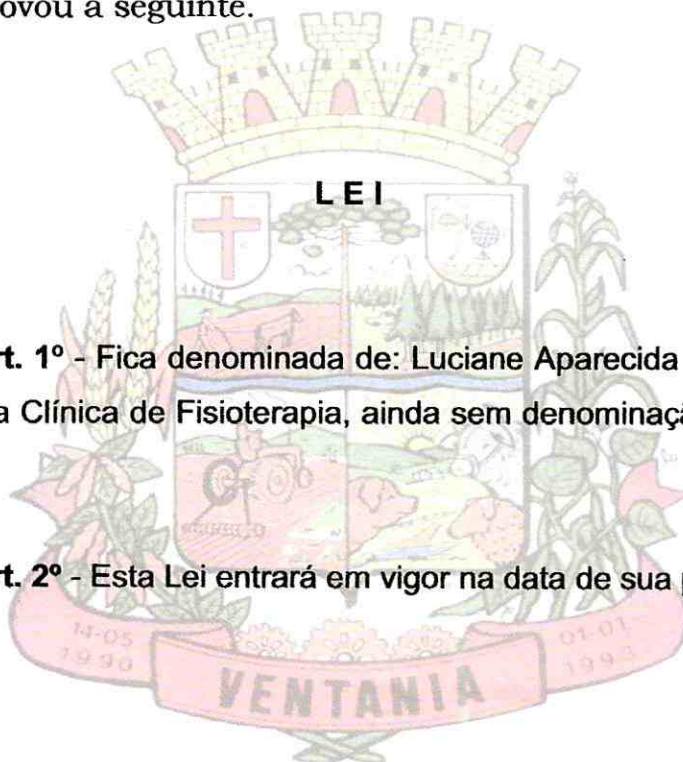 ovou a seguinte.
L E I
rt. 1º - Fica denominada de: Luciane Aparecida
a Clínica de Fisioterapia, ainda sem denominaçã
rt. 2º - Esta Lei entrará em vigor na data de sua
14-05
1990
01-01
1993
VENTANIA